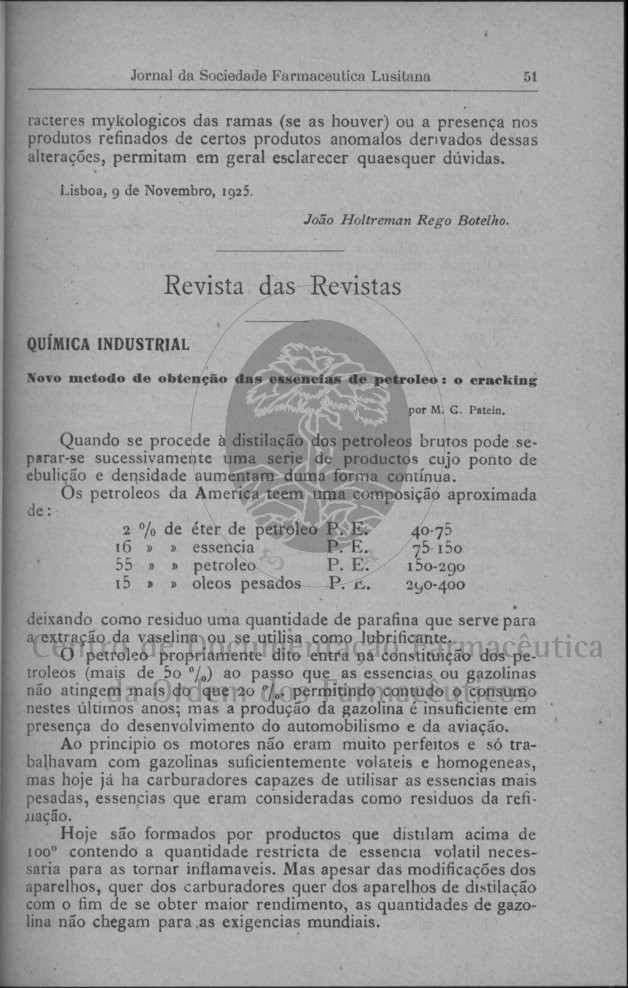 Jornal da Sociedade Farmaceutica Lusitana 51
racteres mykologicos das ramas (se as houver) ou a presença nos
produtos refinados de certos produtos anomalos derivados dessas
alterações, permitam em geral esclarecer quaesquer dúvidas.
Lisboa, 9 de Novembro, 1925.
João Holtreman Rego Botelho.
Revista das Revistas
QUÍMICA INDUSTRIAL
Novo metodo de obtenção das essencias de petroleo: o cracking
por M. G. Patein.
Quando se procede à distilação dos petroleos brutos pode se-
parar-se sucessivamente uma serie de productos cujo ponto de
ebulição e densidade aumentam duma forma contínua.
Os petroleos da America teem uma composição aproximada
de:
2 % de éter de petroleo P. E. 40-75
16 » » essencia P. E. 75-150
55 » » petroleo P. E. 150-290
15 » » oleos pesados P. E. 290-400
deixando como residuo uma quantidade de parafina que serve para
a extração da vaselina ou se utilisa como lubrificante.
O petroleo propriamente dito entra na constituição dos pe-
troleos (mais de 50 %) ao passo que as essencias ou gazolinas
não atingem mais do que 20 %, permitindo contudo o consumo
nestes últimos anos; mas a produção da gazolina é insuficiente em
presença do desenvolvimento do automobilismo e da aviação.
Ao principio os motores não eram muito perfeitos e só tra-
balhavam com gazolinas suficientemente volateis e homogeneas,
mas hoje já ha carburadores capazes de utilisar as essencias mais
pesadas, essencias que eram consideradas como residuos da refi-
nação.
Hoje são formados por productos que distilam acima de
100° contendo a quantidade restricta de essencia volatil neces-
saria para as tornar inflamaveis. Mas apesar das modificações dos
aparelhos, quer dos carburadores quer dos aparelhos de distilação
com o fim de se obter maior rendimento, as quantidades de gazo-
lina não chegam para as exigencias mundiais.
Centro de Documentação Farmacêutica
da Ordem dos Farmacêuticos